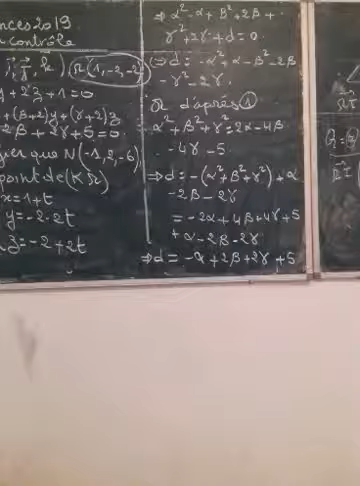 nces 2019
contrôle
k) Ω(1,-2,-2)
y+2z+1=0
+(β+2)y+(γ+2)z
2β+2γ+5=0
que N(-1,2,-6)
point de (KΩ)
x=1+t
y=-2-2t
z=-2+2t
⇒α²-α+β²+2β+
γ²+2γ+d=0.
⇒d=-α²+α-β²-2β
-γ²-2γ.
Or d'après ①
α²+β²+γ²=2α-4β
-4γ-5.
⇒d=-(α²+β²+γ²)+α
-2β-2γ
=-2α+4β+4γ+5
+α-2β-2γ
⇒d=-α+2β+2γ+5